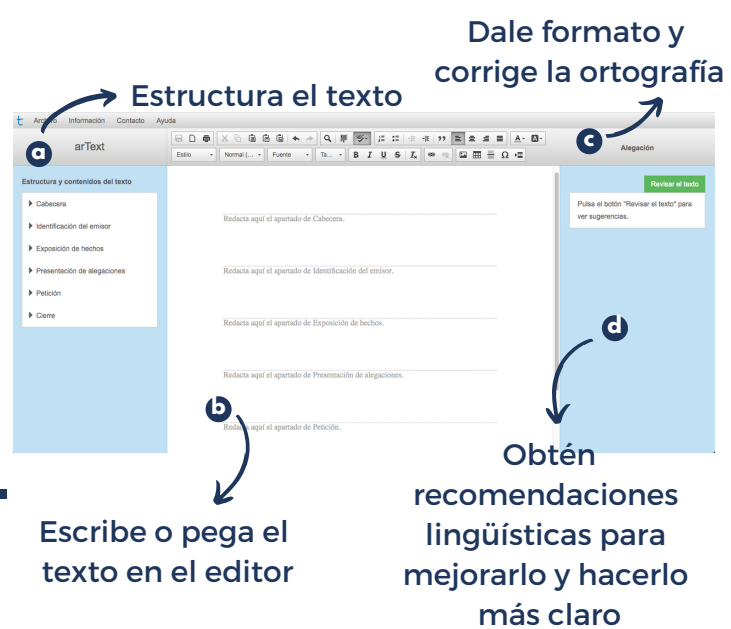 Dale formato y
corrige la ortografía
Estructura el texto
Archivo Información Contacto Ayuda
a
arText
Estilo Normal (... Fuente Ta... B I U S Ix
c
Alegación
Estructura y contenidos del texto
Cabecera
Identificación del emisor
Exposición de hechos
Presentación de alegaciones
Petición
Cierre
Redacta aquí el apartado de Cabecera.
Redacta aquí el apartado de Identificación del emisor.
Redacta aquí el apartado de Exposición de hechos.
Redacta aquí el apartado de Presentación de alegaciones.
Redacta aquí el apartado de Petición.
Revisar el texto
Pulsa el botón "Revisar el texto" para
ver sugerencias.
d
b
Escribe o pega el
texto en el editor
Obtén
recomendaciones
lingüísticas para
mejorarlo y hacerlo
más claro